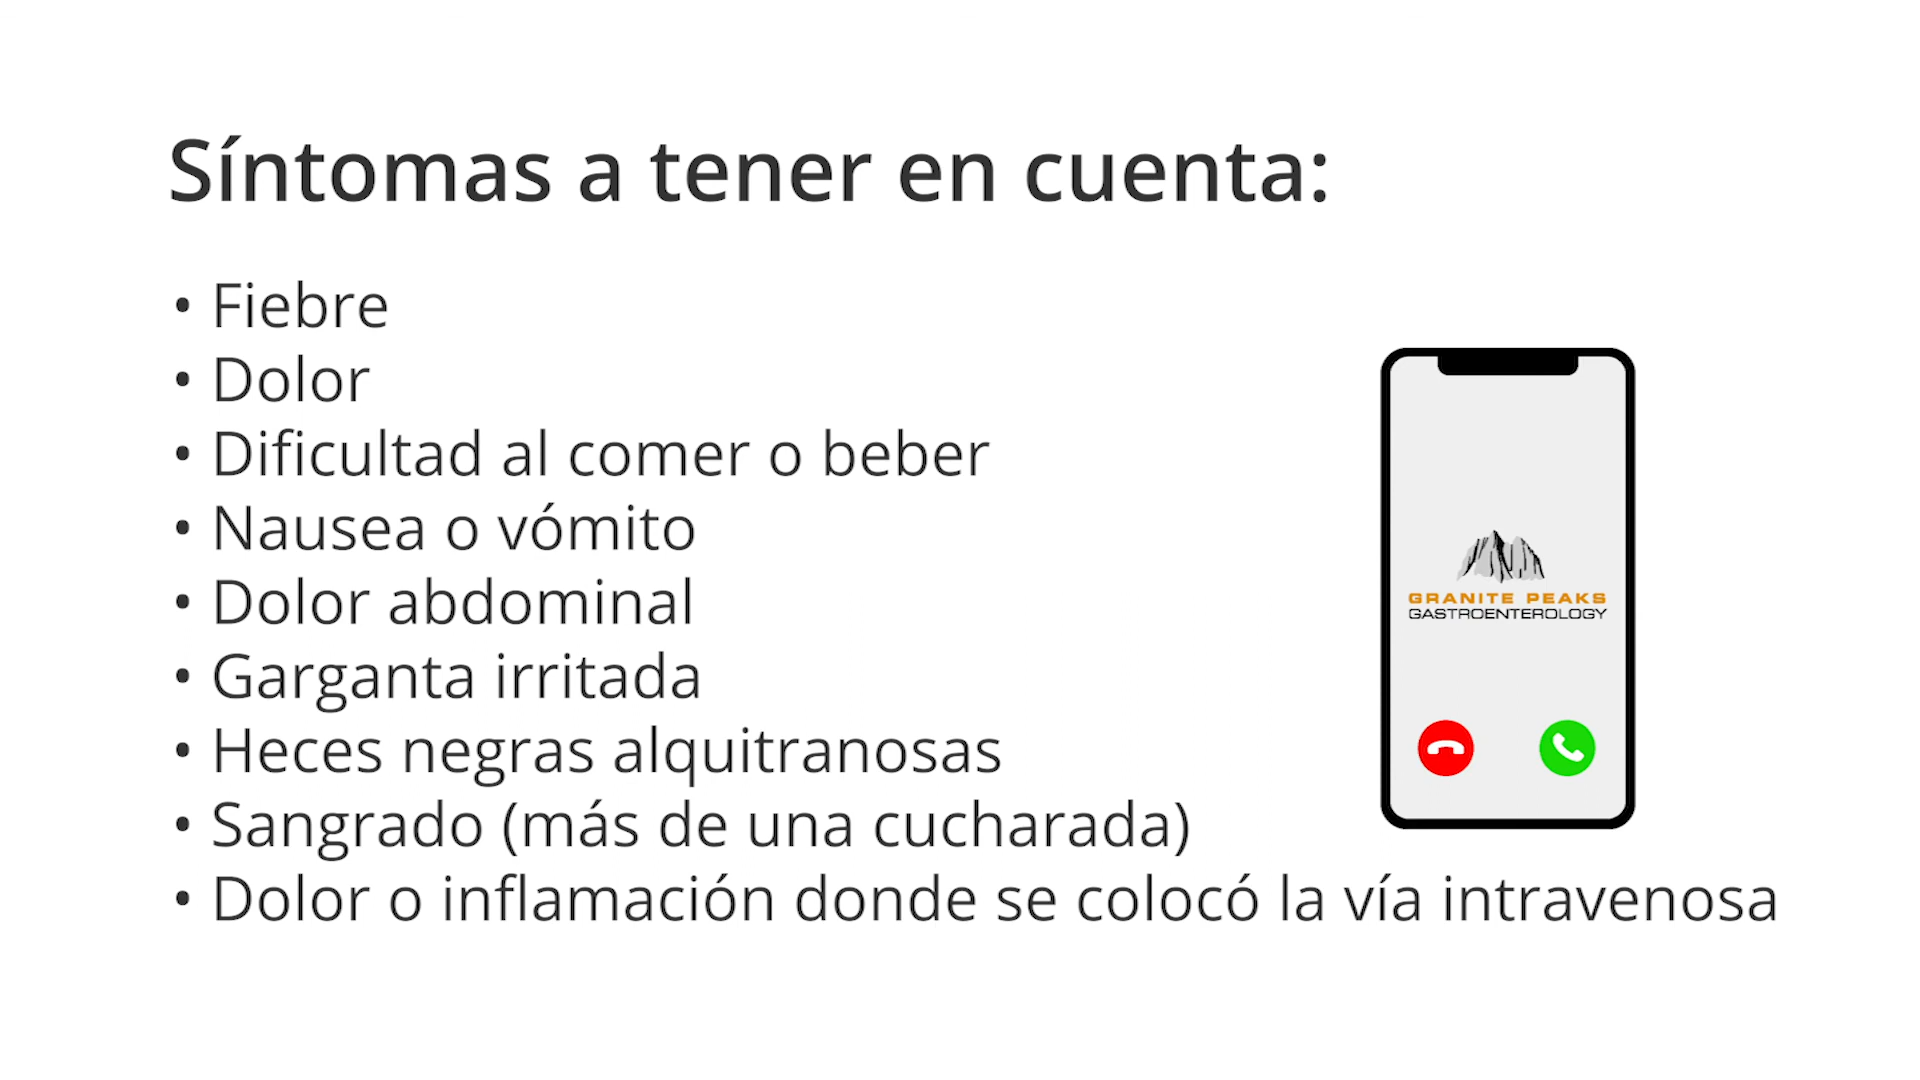 Síntomas a tener en cuenta:
• Fiebre
• Dolor
• Dificultad al comer o beber
• Nausea o vómito
• Dolor abdominal
• Garganta irritada
• Heces negras alquitranosas
• Sangrado (más de una cucharada)
• Dolor o inflamación donde se colocó la vía intravenosa
GRANITE PEAKS
GASTROENTEROLOGY